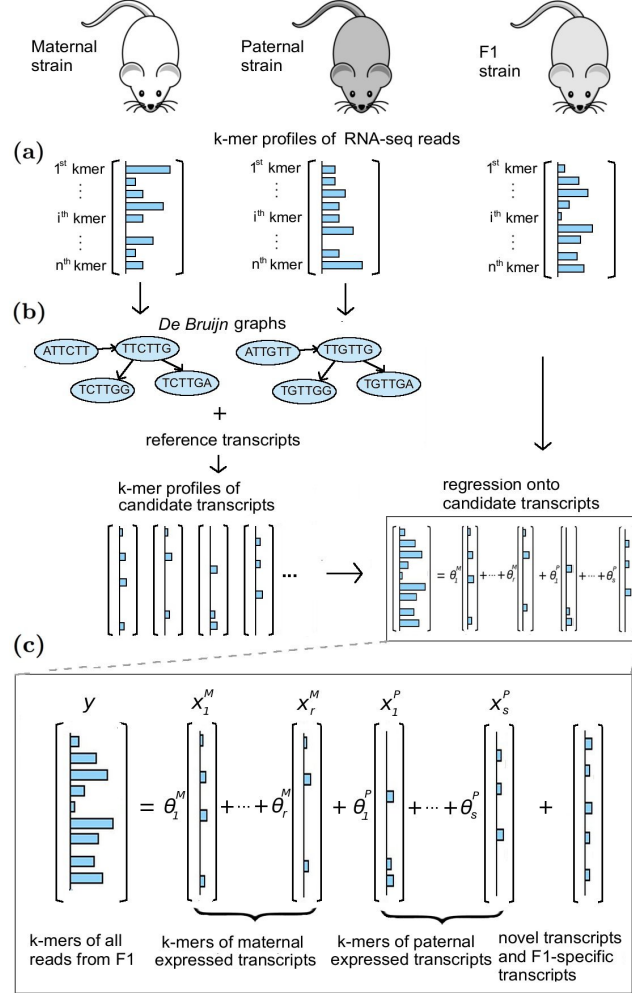 Maternal strain
Paternal strain
F1 strain
(a)
k-mer profiles of RNA-seq reads
1st kmer
⋮
ith kmer
⋮
nth kmer
1st kmer
⋮
ith kmer
⋮
nth kmer
1st kmer
⋮
ith kmer
⋮
nth kmer
(b)
De Bruijn graphs
ATTCTT
TTCTTG
TCTTGG
TCTTGA
ATTGTT
TTGTTG
TGTTGG
TGTTGA
+
reference transcripts
k-mer profiles of
candidate transcripts
...
regression onto
candidate transcripts
= θ1M +···+ θrM + θ1P +···+ θsP
(c)
y x1M xrM x1P xsP
= θ1M +···+ θrM + θ1P +···+ θsP +
k-mers of all
reads from F1
k-mers of maternal
expressed transcripts
k-mers of paternal
expressed transcripts
novel transcripts
and F1-specific
transcripts